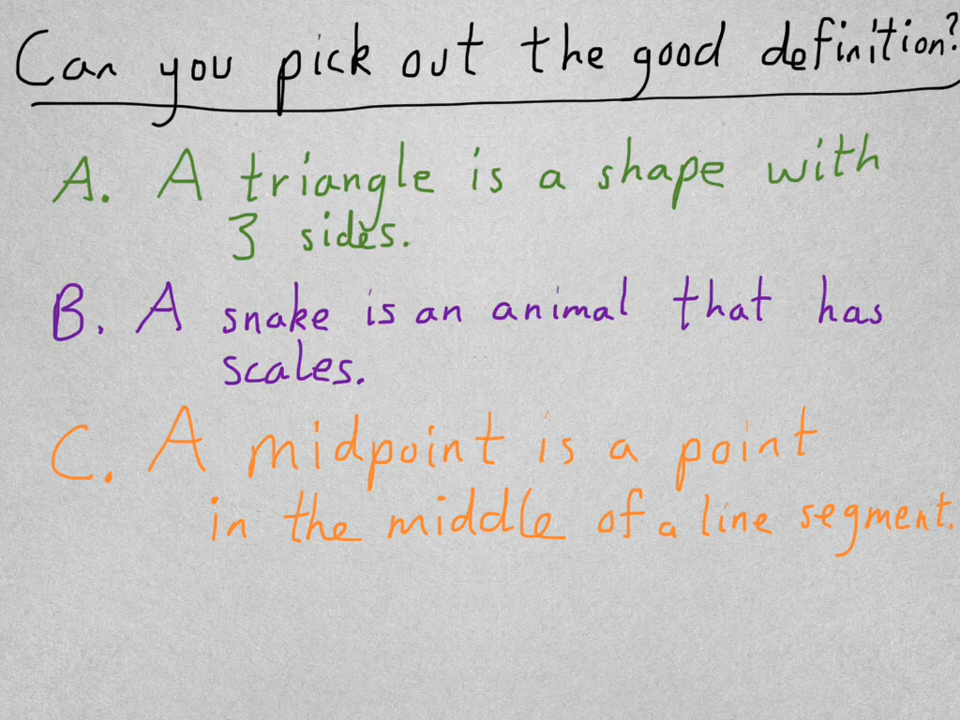 Can you pick out the good definition?
A. A triangle is a shape with
3 sides.
B. A snake is an animal that has
scales.
C. A midpoint is a point
in the middle of a line segment.